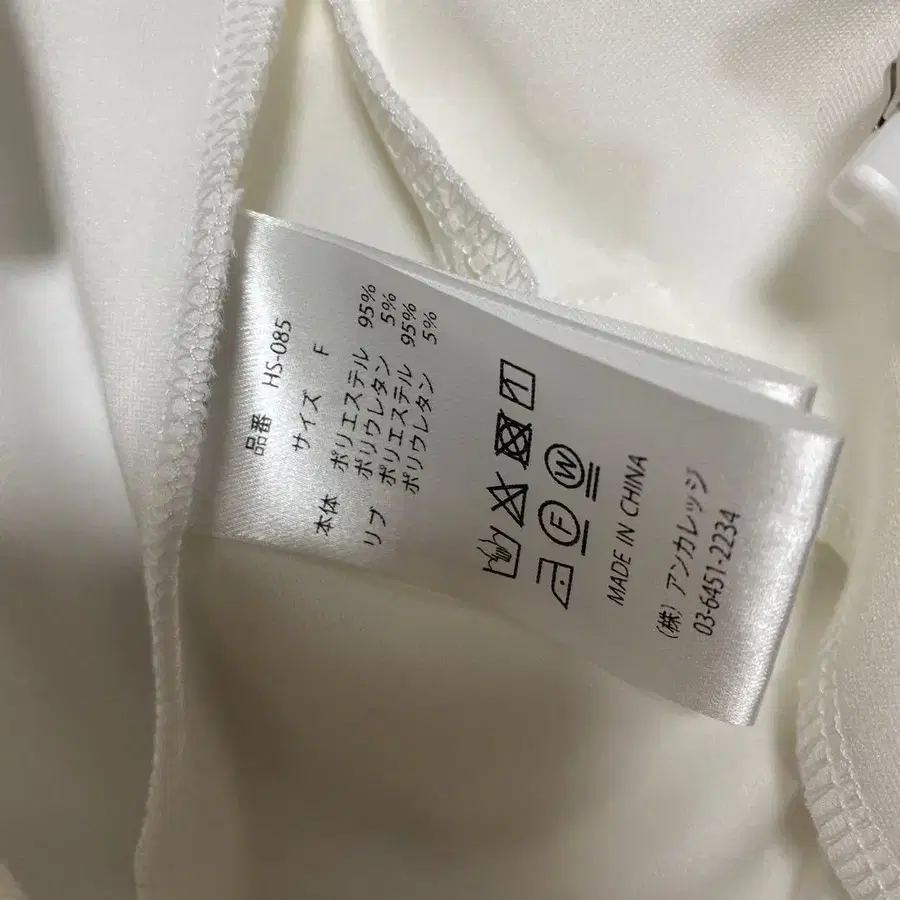 品番 HS-085
サイズ F
本体 ポリエステル 95%
ポリウレタン 5%
リブ ポリエステル 95%
ポリウレタン 5%
F W
MADE IN CHINA
(株) アンカレッジ
03-6451-2234